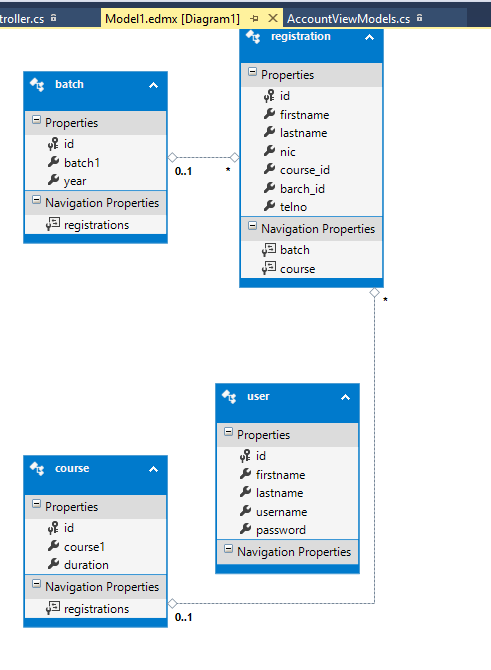 troller.cs
Model1.edmx [Diagram1]
AccountViewModels.cs
batch
Properties
id
batch1
year
Navigation Properties
registrations
0..1
*
registration
Properties
id
firstname
lastname
nic
course_id
barch_id
telno
Navigation Properties
batch
course
*
user
Properties
id
firstname
lastname
username
password
Navigation Properties
course
Properties
id
course1
duration
Navigation Properties
registrations
0..1